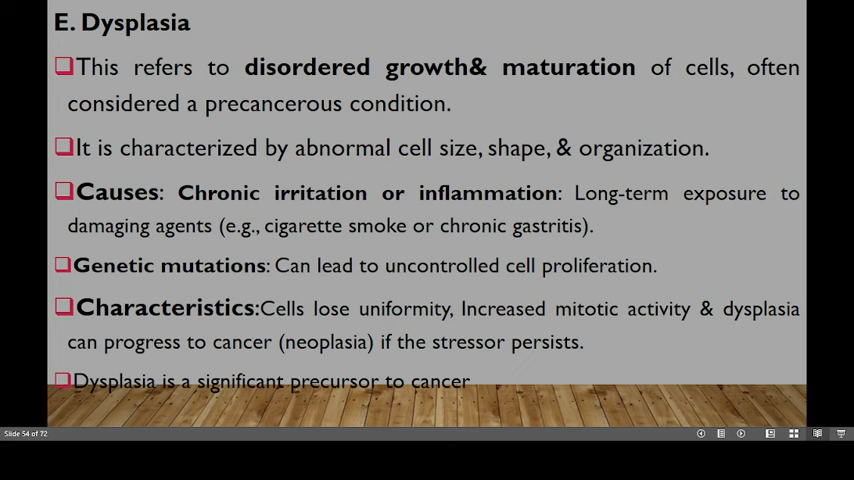 E. Dysplasia
❑This refers to disordered growth& maturation of cells, often
considered a precancerous condition.
❑It is characterized by abnormal cell size, shape, & organization.
❑Causes: Chronic irritation or inflammation: Long-term exposure to
damaging agents (e.g., cigarette smoke or chronic gastritis).
❑Genetic mutations: Can lead to uncontrolled cell proliferation.
❑Characteristics:Cells lose uniformity, Increased mitotic activity & dysplasia
can progress to cancer (neoplasia) if the stressor persists.
❑Dysplasia is a significant precursor to cancer
Slide 54 of 72